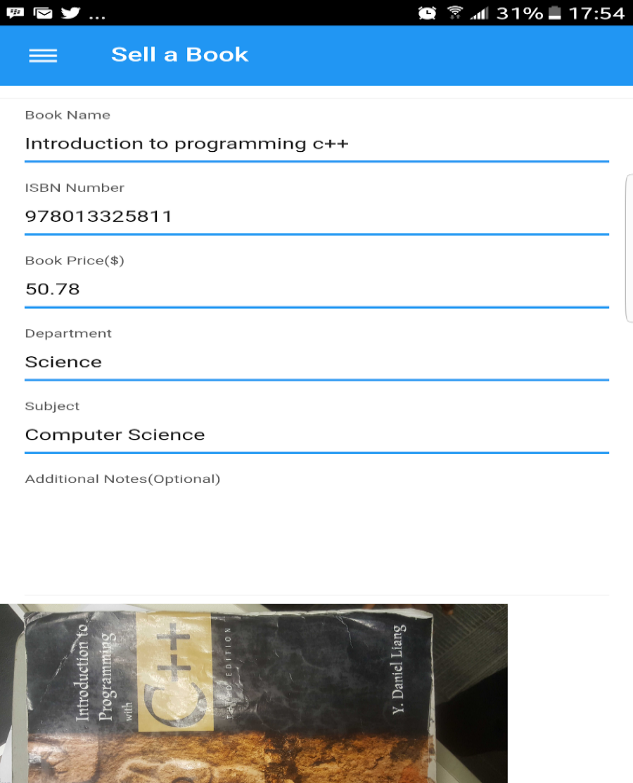 31% 17:54
Sell a Book
Book Name
Introduction to programming c++
ISBN Number
978013325811
Book Price($)
50.78
Department
Science
Subject
Computer Science
Additional Notes(Optional)
Introduction to
Programming
with
C++
THIRD EDITION
Y. Daniel Liang